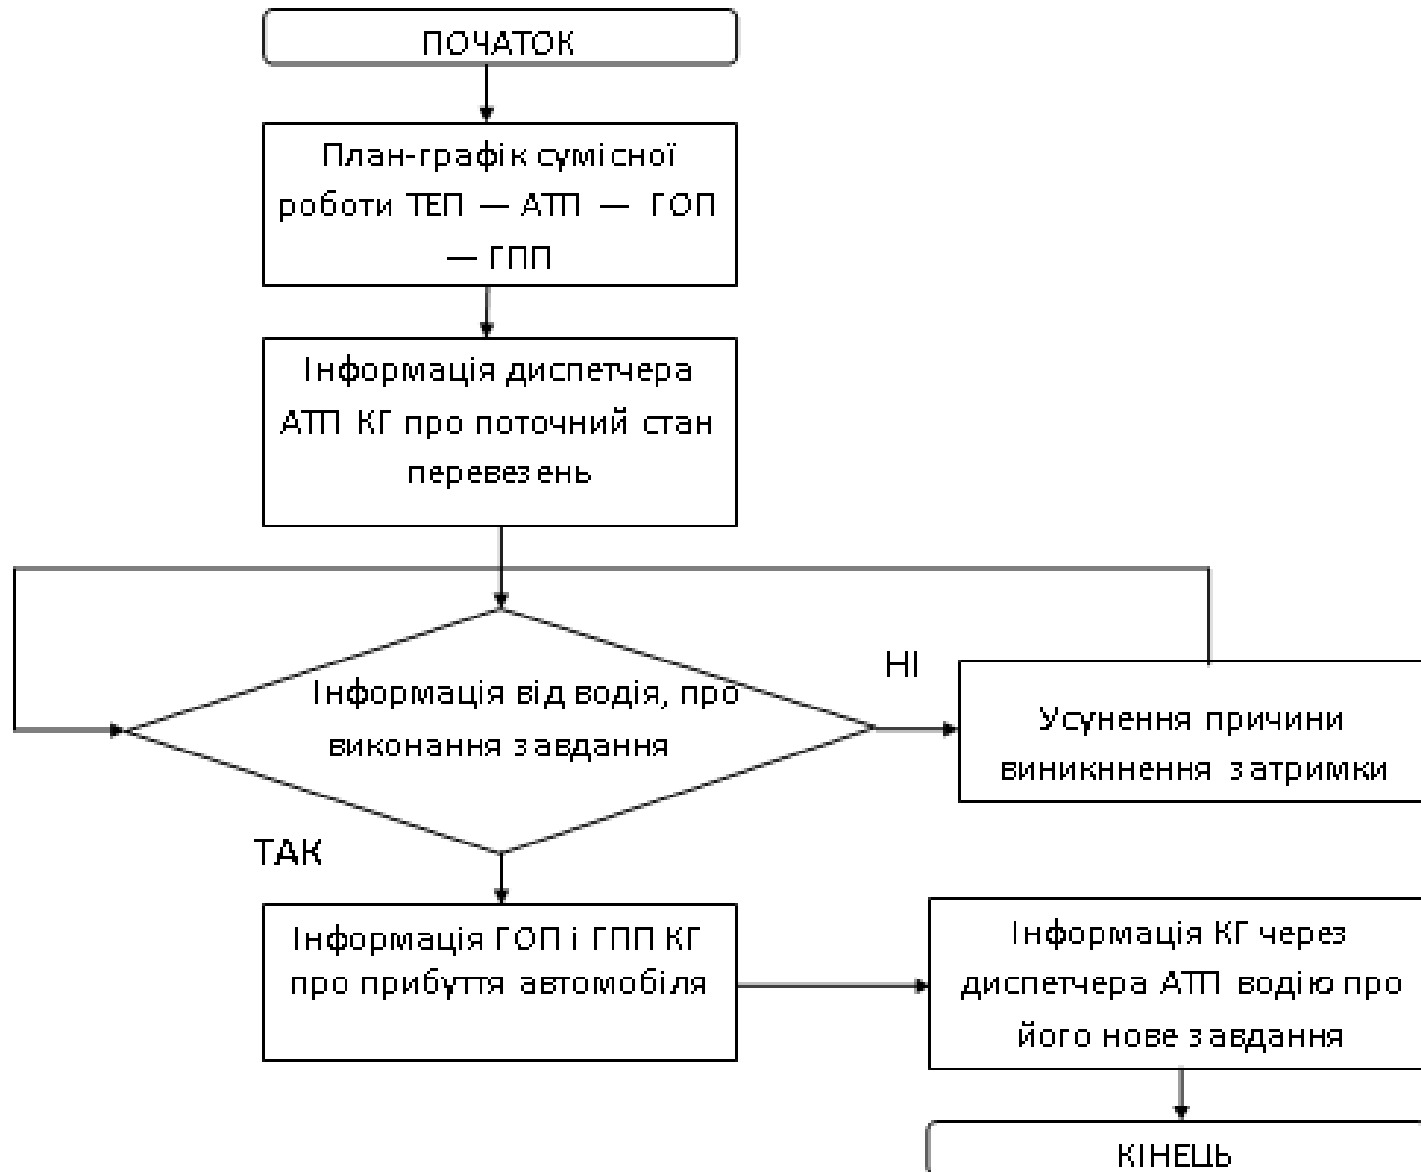 ПОЧАТОК
План-графік сумісної
роботи ТЕП — АТП — ГОП
— ГПП
Інформація диспетчера
АТП КГ про поточний стан
перевезень
НІ
Інформація від водія, про
виконання завдання
Усунення причини
виникннення затримки
ТАК
Інформація ГОП і ГПП КГ
про прибуття автомобіля
Інформація КГ через
диспетчера АТП водію про
його нове завдання
КІНЕЦЬ